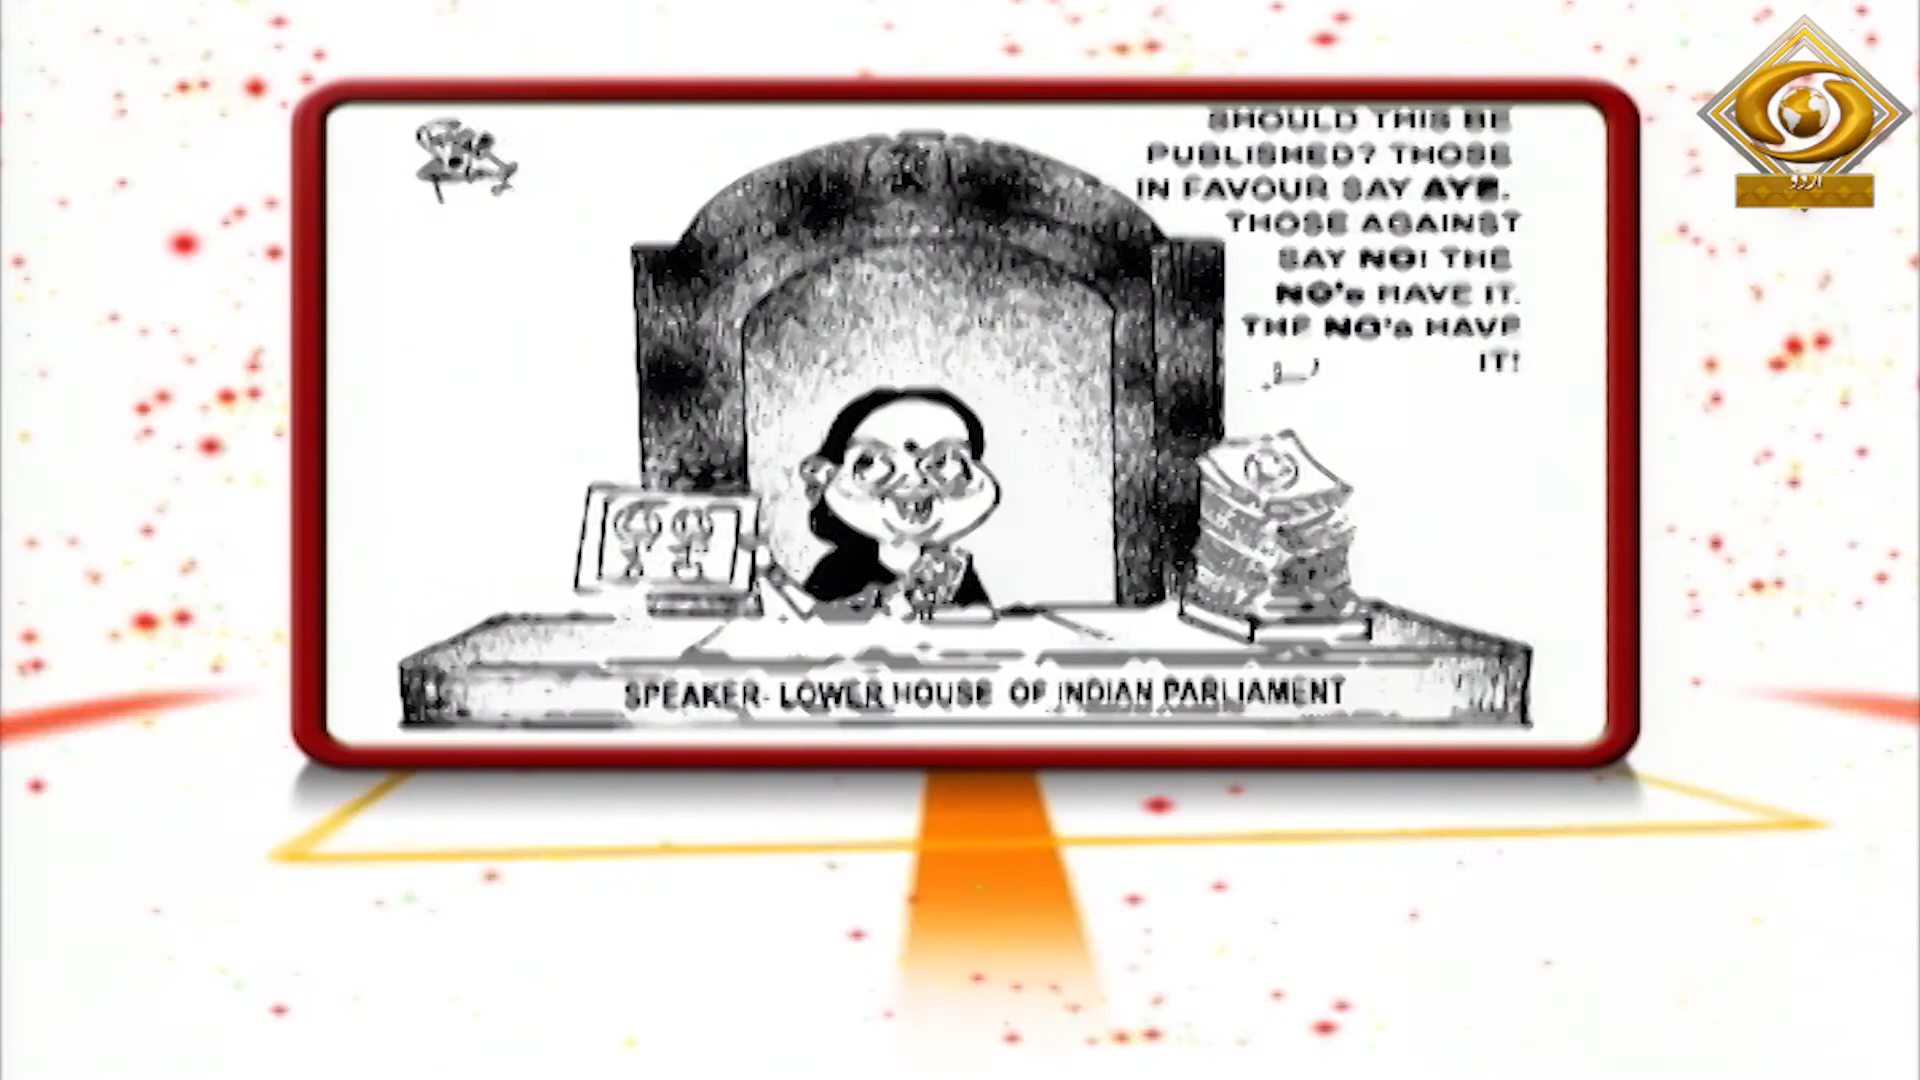 SHOULD THIS BE
PUBLISHED? THOSE
IN FAVOUR SAY AYE.
THOSE AGAINST
SAY NO! THE
NO's HAVE IT.
THE NO's HAVE
IT!
SPEAKER- LOWER HOUSE OF INDIAN PARLIAMENT
اردو